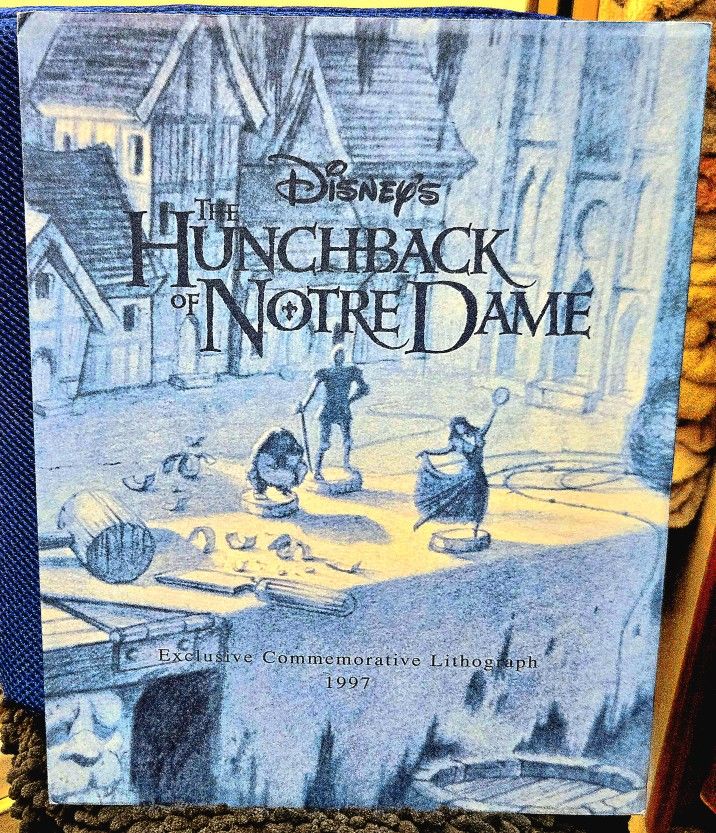 Disney's
The
Hunchback
of Notre Dame
Exclusive Commemorative Lithograph
1997